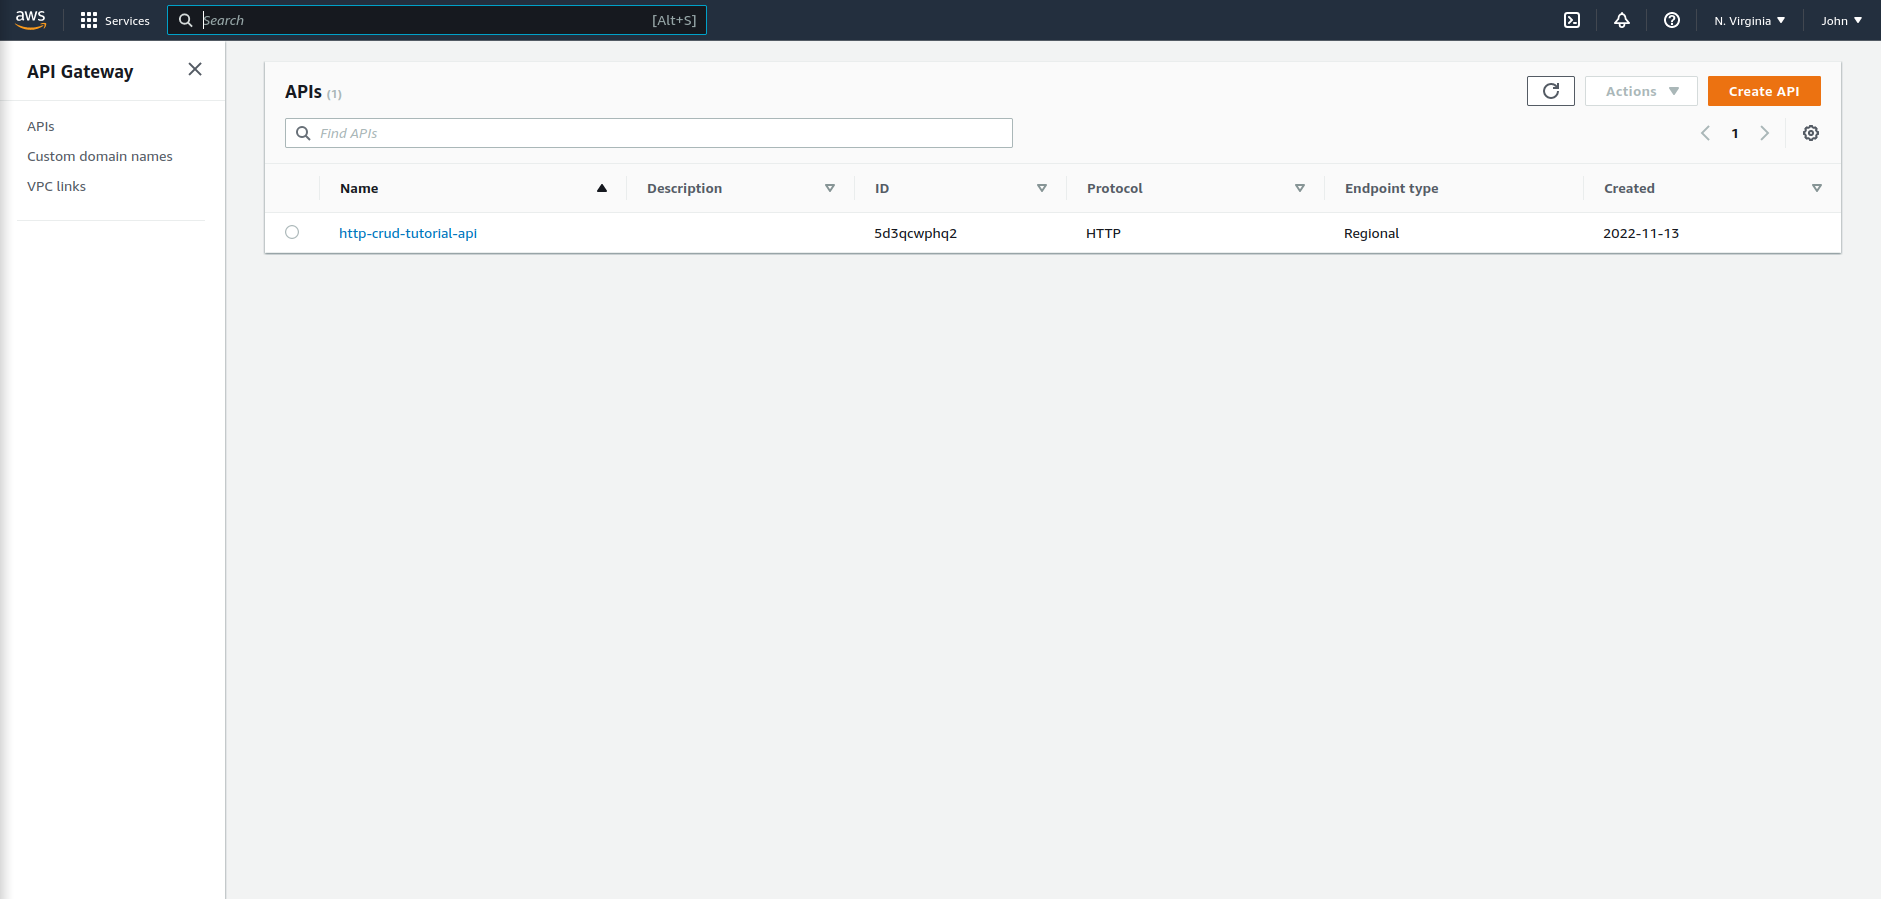 aws Services Search [Alt+S] N. Virginia John
API Gateway
APIs
Custom domain names
VPC links
APIs (1) Actions Create API
Find APIs 1
Name Description ID Protocol Endpoint type Created
http-crud-tutorial-api 5d3qcwphq2 HTTP Regional 2022-11-13